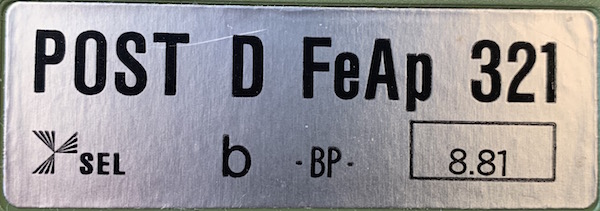 POST D FeAp 321
SEL b -BP- 8.81